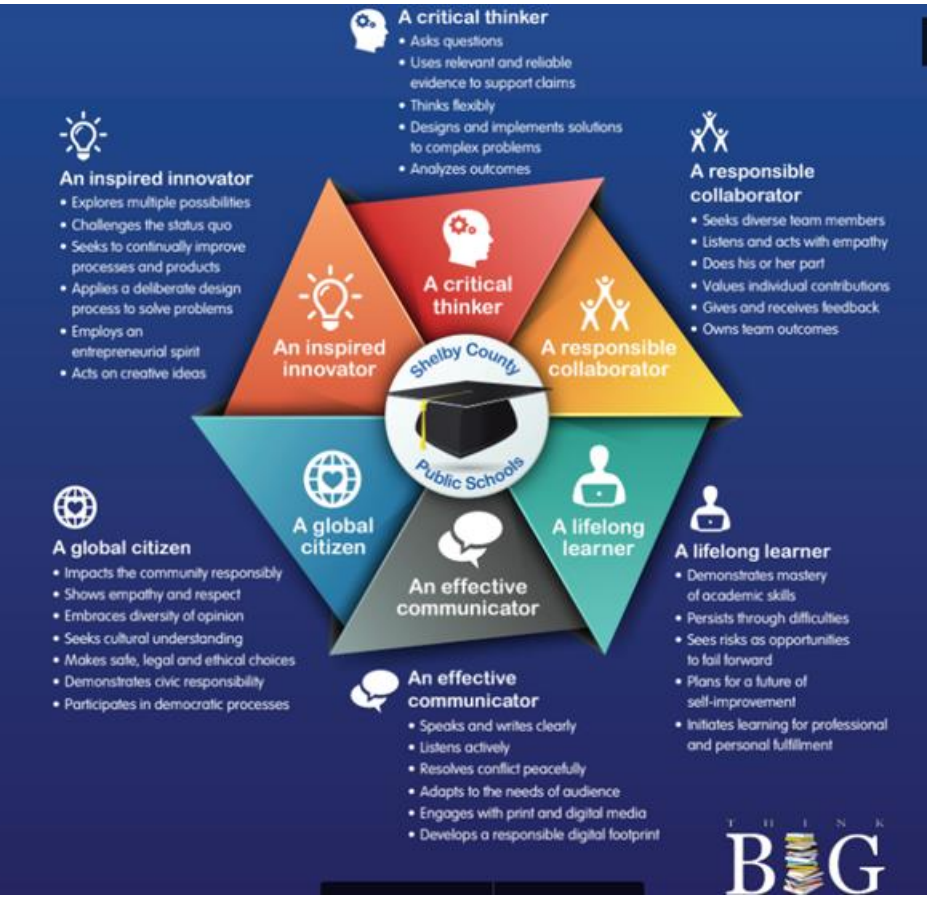 A critical thinker
• Asks questions
• Uses relevant and reliable
evidence to support claims
• Thinks flexibly
• Designs and implements solutions
to complex problems
• Analyzes outcomes
An inspired innovator
• Explores multiple possibilities
• Challenges the status quo
• Seeks to continually improve
processes and products
• Applies a deliberate design
process to solve problems
• Employs an
entrepreneurial spirit
• Acts on creative ideas
A responsible
collaborator
• Seeks diverse team members
• Listens and acts with empathy
• Does his or her part
• Values individual contributions
• Gives and receives feedback
• Owns team outcomes
A critical
thinker
An inspired
innovator
A responsible
collaborator
Shelby County
Public Schools
A global
citizen
An effective
communicator
A lifelong
learner
A global citizen
• Impacts the community responsibly
• Shows empathy and respect
• Embraces diversity of opinion
• Seeks cultural understanding
• Makes safe, legal and ethical choices
• Demonstrates civic responsibility
• Participates in democratic processes
An effective
communicator
• Speaks and writes clearly
• Listens actively
• Resolves conflict peacefully
• Adapts to the needs of audience
• Engages with print and digital media
• Develops a responsible digital footprint
A lifelong learner
• Demonstrates mastery
of academic skills
• Persists through difficulties
• Sees risks as opportunities
to fail forward
• Plans for a future of
self-improvement
• Initiates learning for professional
and personal fulfillment
THINK
BIG